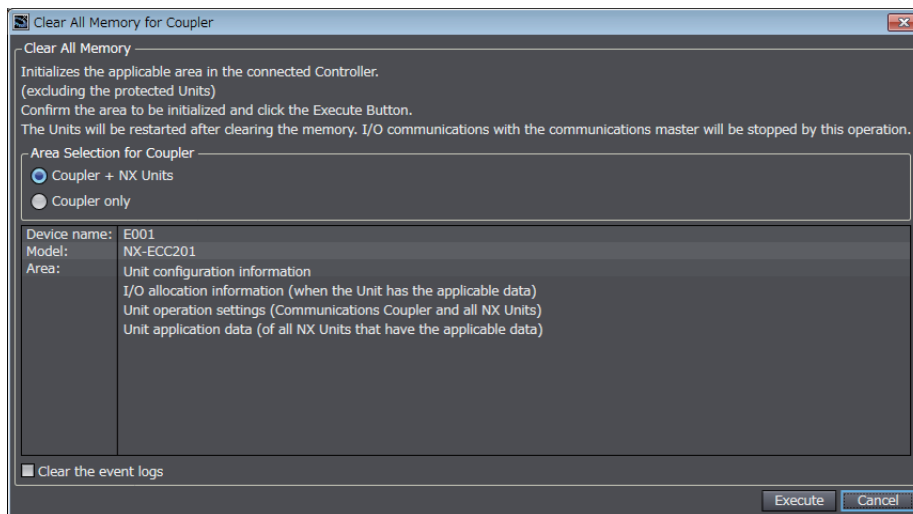 Clear All Memory for Coupler
Clear All Memory
Initializes the applicable area in the connected Controller.
(excluding the protected Units)
Confirm the area to be initialized and click the Execute Button.
The Units will be restarted after clearing the memory. I/O communications with the communications master will be stopped by this operation.
Area Selection for Coupler
Coupler + NX Units
Coupler only
Device name: E001
Model: NX-ECC201
Area: Unit configuration information
I/O allocation information (when the Unit has the applicable data)
Unit operation settings (Communications Coupler and all NX Units)
Unit application data (of all NX Units that have the applicable data)
Clear the event logs
Execute Cancel